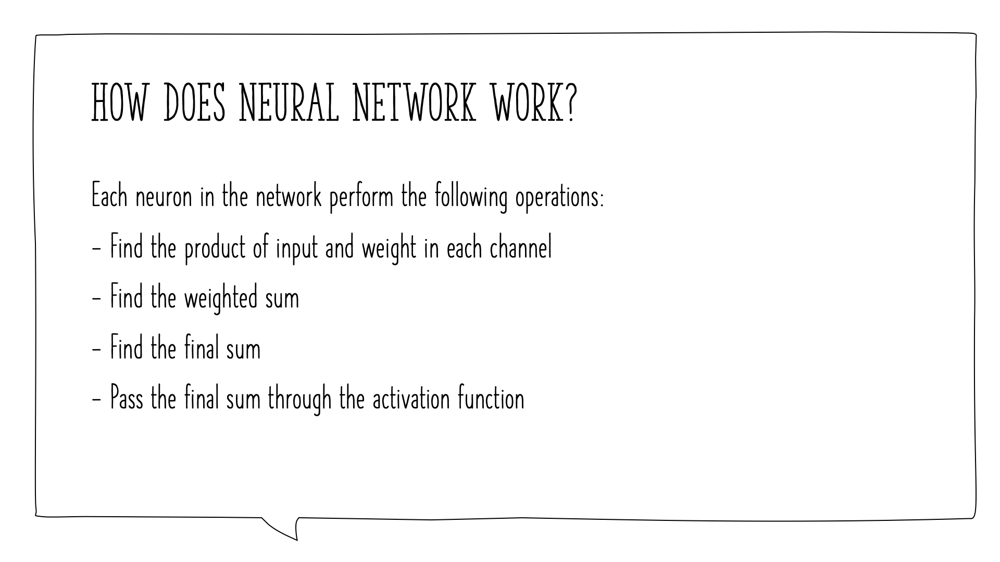 HOW DOES NEURAL NETWORK WORK?
Each neuron in the network perform the following operations:
- Find the product of input and weight in each channel
- Find the weighted sum
- Find the final sum
- Pass the final sum through the activation function